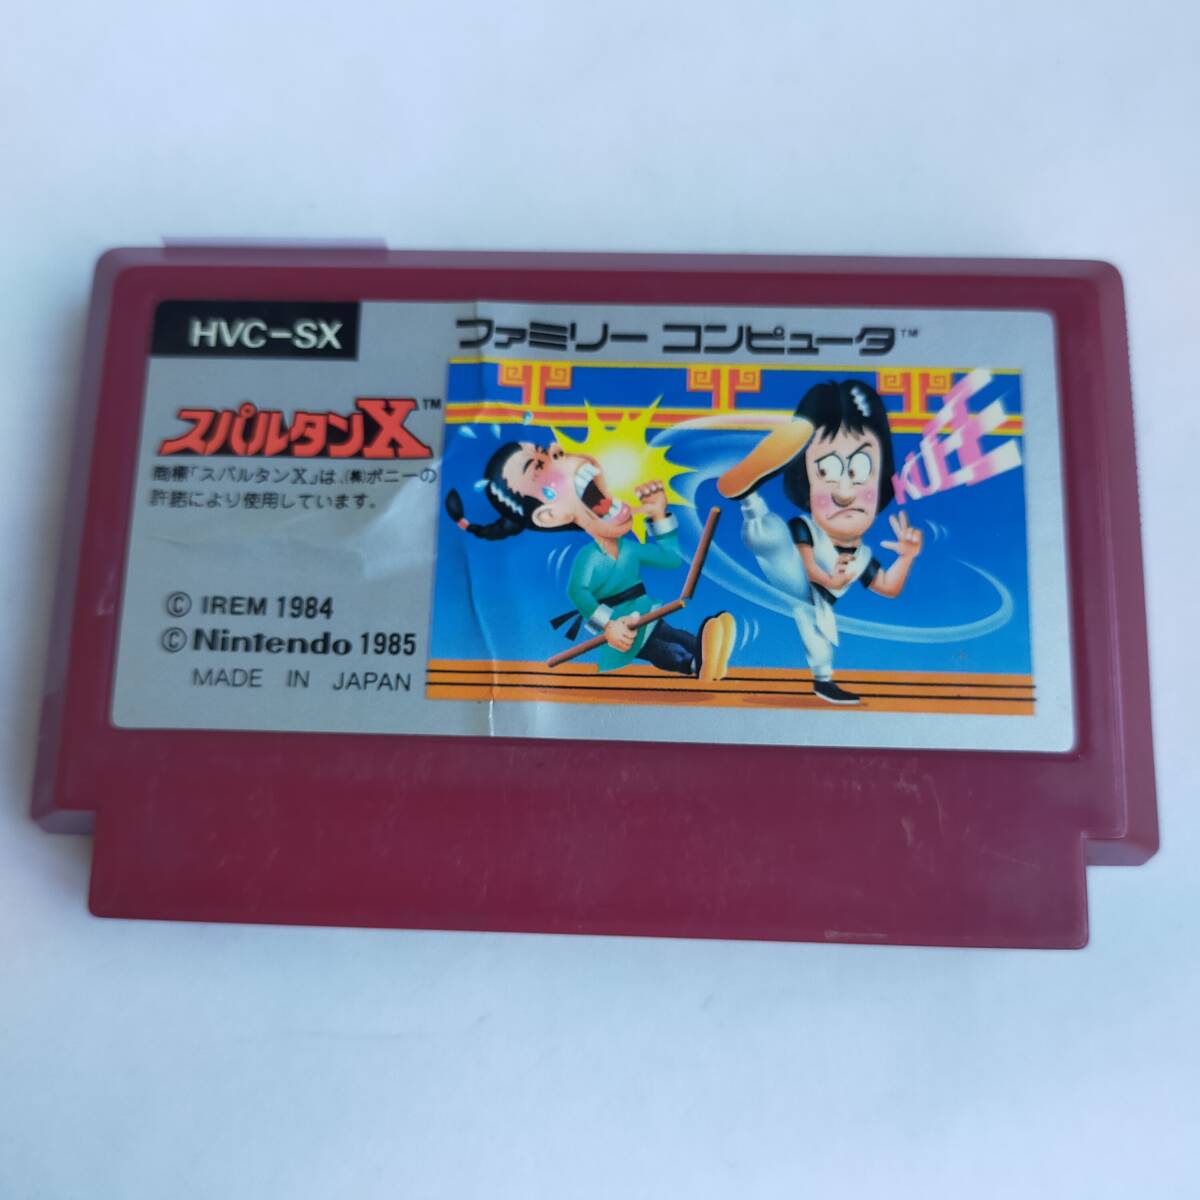 HVC-SX
ファミリー コンピュータ™
スパルタンX™
商標「スパルタンX」は、(株)ポニーの
許諾により使用しています。
© IREM 1984
© Nintendo 1985
MADE IN JAPAN